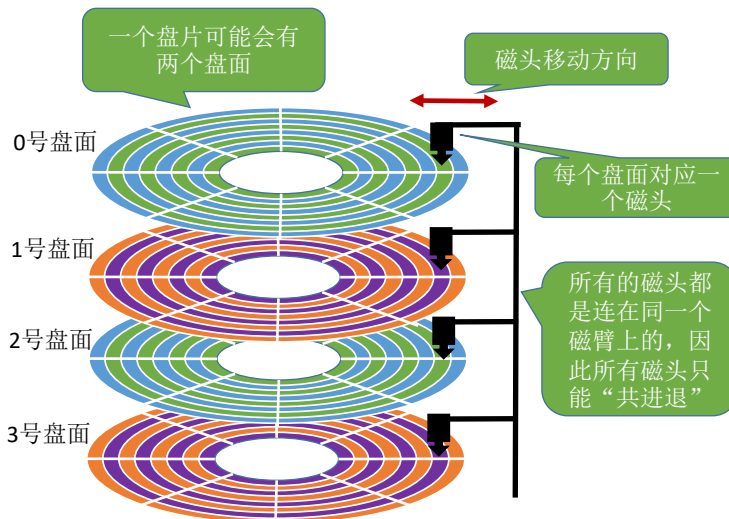 一个盘片可能会有
两个盘面
磁头移动方向
0号盘面
每个盘面对应一
个磁头
1号盘面
所有的磁头都
是连在同一个
磁臂上的，因
此所有磁头只
能“共进退”
2号盘面
3号盘面